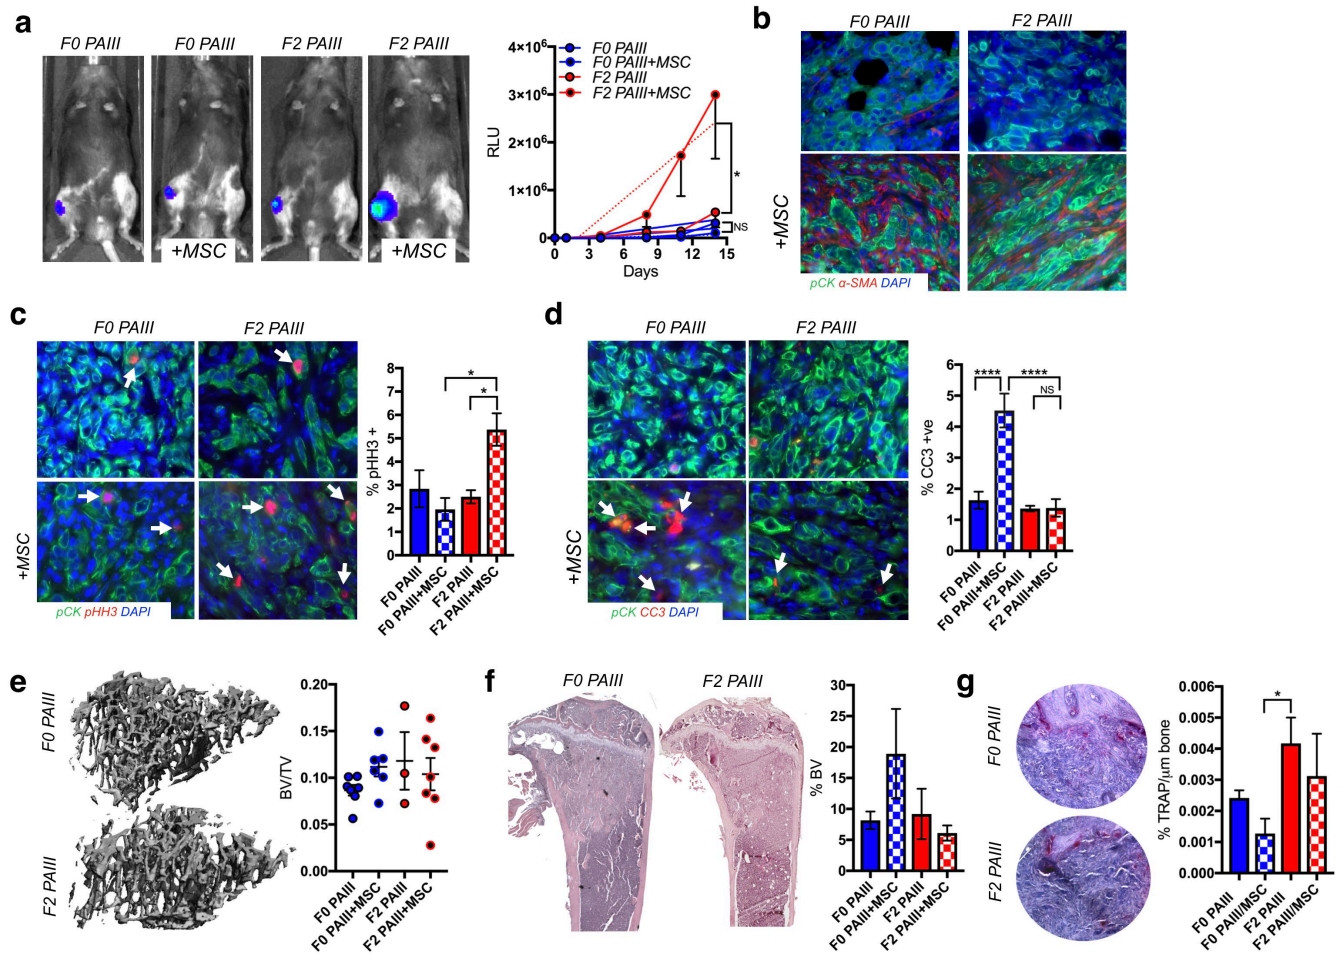 a
F0 PAIII
F0 PAIII
F2 PAIII
F2 PAIII
+MSC
+MSC
4×10⁶
3×10⁶
2×10⁶
1×10⁶
0
RLU
F0 PAIII
F0 PAIII+MSC
F2 PAIII
F2 PAIII+MSC
*
NS
0 3 6 9 12 15
Days
b
F0 PAIII
F2 PAIII
+MSC
pCK α-SMA DAPI
c
F0 PAIII
F2 PAIII
+MSC
pCK pHH3 DAPI
8
7
6
5
4
3
2
1
0
% pHH3 +
*
*
F0 PAIII
F0 PAIII+MSC
F2 PAIII
F2 PAIII+MSC
d
F0 PAIII
F2 PAIII
+MSC
pCK CC3 DAPI
6
5
4
3
2
1
0
% CC3 +ve
**** ****
NS
F0 PAIII
F0 PAIII+MSC
F2 PAIII
F2 PAIII+MSC
e
F0 PAIII
F2 PAIII
0.20
0.15
0.10
0.05
0.00
BV/TV
F0 PAIII
F0 PAIII+MSC
F2 PAIII
F2 PAIII+MSC
f
F0 PAIII
F2 PAIII
30
25
20
15
10
5
0
% BV
F0 PAIII
F0 PAIII+MSC
F2 PAIII
F2 PAIII+MSC
g
F0 PAIII
F2 PAIII
0.006
0.005
0.004
0.003
0.002
0.001
0.000
% TRAP/μm bone
*
F0 PAIII
F0 PAIII/MSC
F2 PAIII
F2 PAIII/MSC